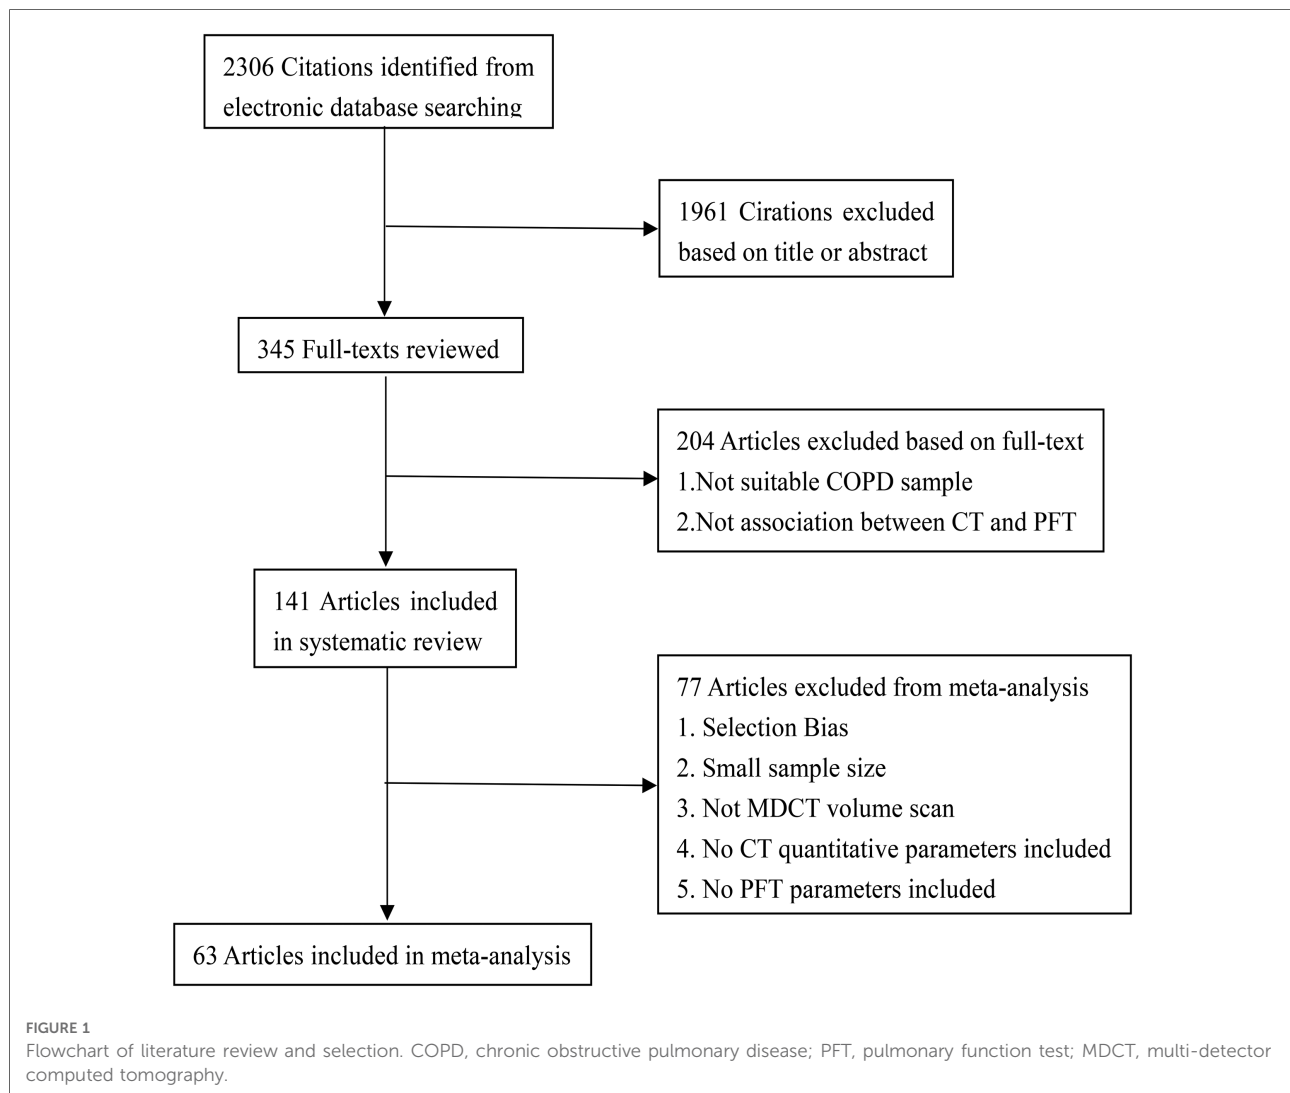 2306 Citations identified from
electronic database searching
1961 Cirations excluded
based on title or abstract
345 Full-texts reviewed
204 Articles excluded based on full-text
1.Not suitable COPD sample
2.Not association between CT and PFT
141 Articles included
in systematic review
77 Articles excluded from meta-analysis
1. Selection Bias
2. Small sample size
3. Not MDCT volume scan
4. No CT quantitative parameters included
5. No PFT parameters included
63 Articles included in meta-analysis
FIGURE 1
Flowchart of literature review and selection. COPD, chronic obstructive pulmonary disease; PFT, pulmonary function test; MDCT, multi-detector
computed tomography.